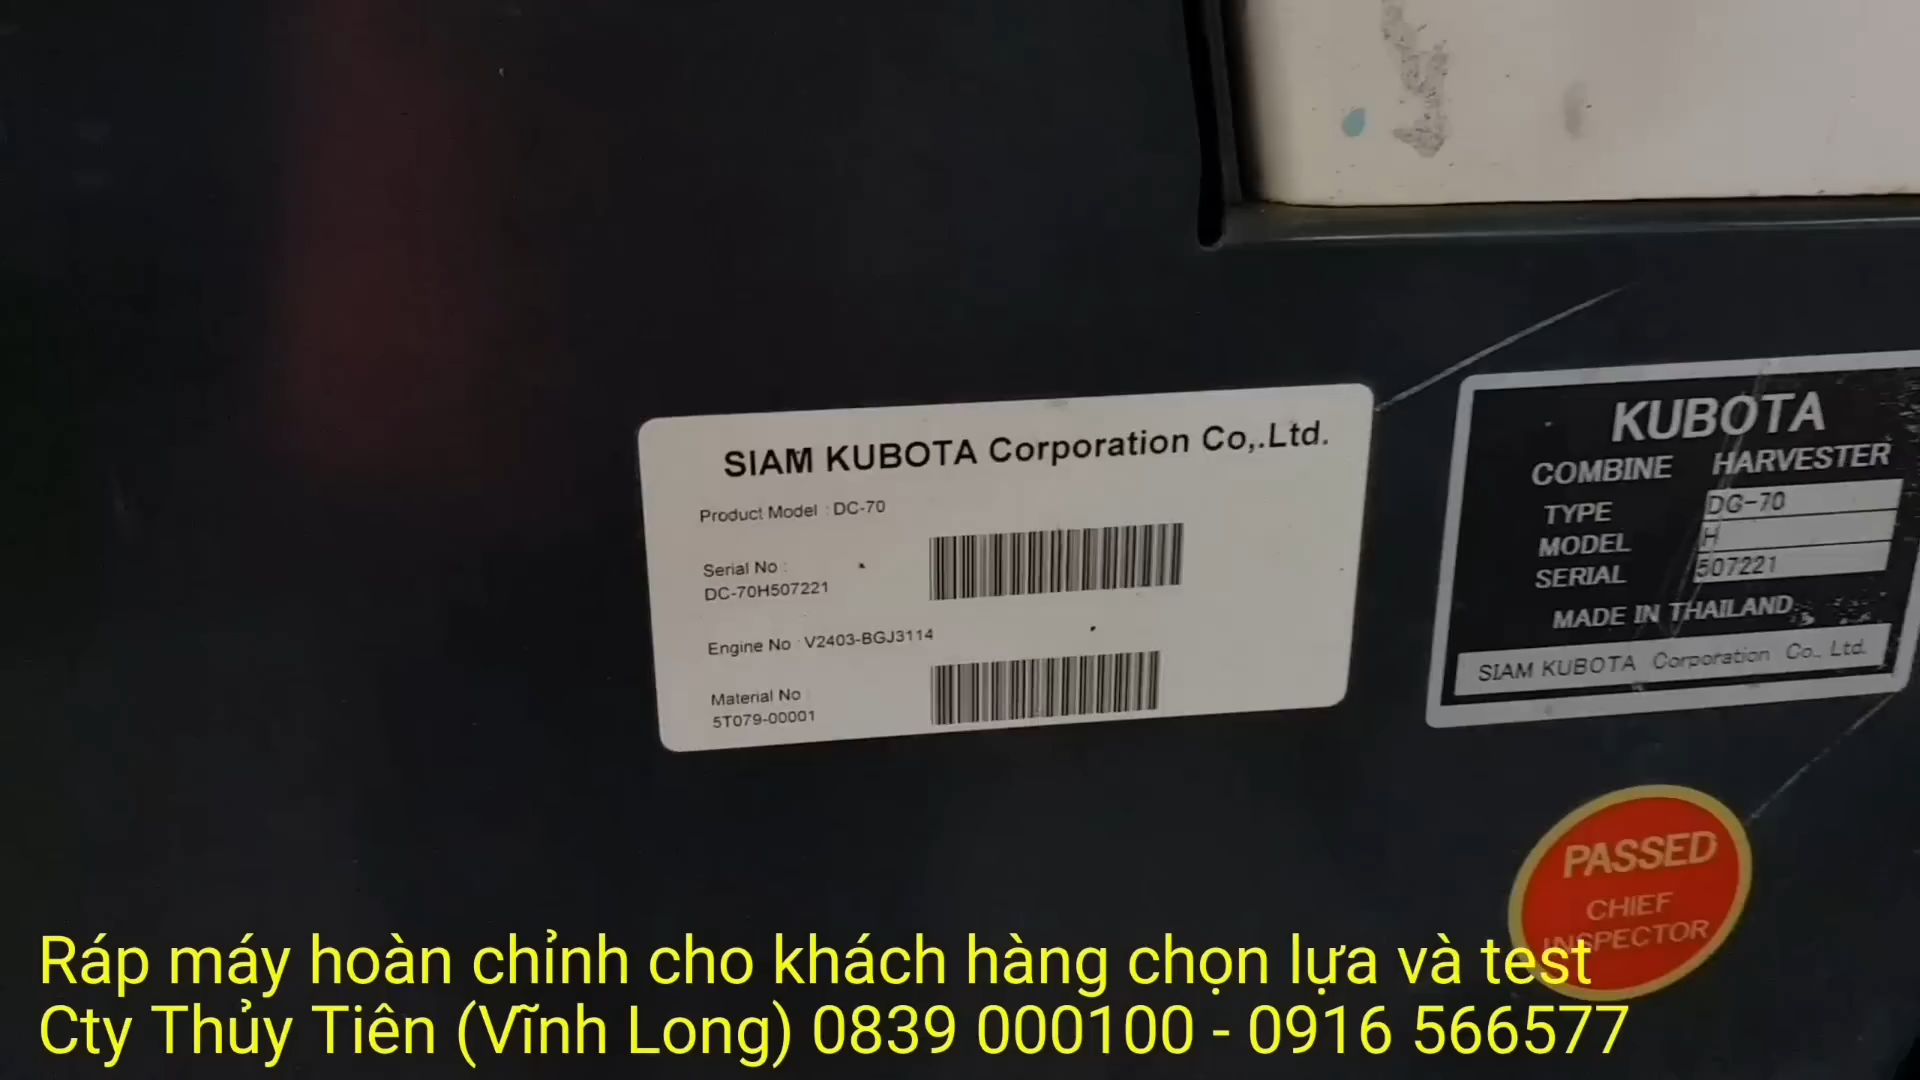 SIAM KUBOTA Corporation Co,.Ltd.
Product Model : DC-70
Serial No :
DC-70H507221
Engine No : V2403-BGJ3114
Material No :
5T079-00001
KUBOTA
COMBINE HARVESTER
TYPE DC-70
MODEL H
SERIAL 507221
MADE IN THAILAND
SIAM KUBOTA Corporation Co., Ltd.
PASSED
CHIEF
INSPECTOR
Ráp máy hoàn chỉnh cho khách hàng chọn lựa và test
Cty Thủy Tiên (Vĩnh Long) 0839 000100 - 0916 566577